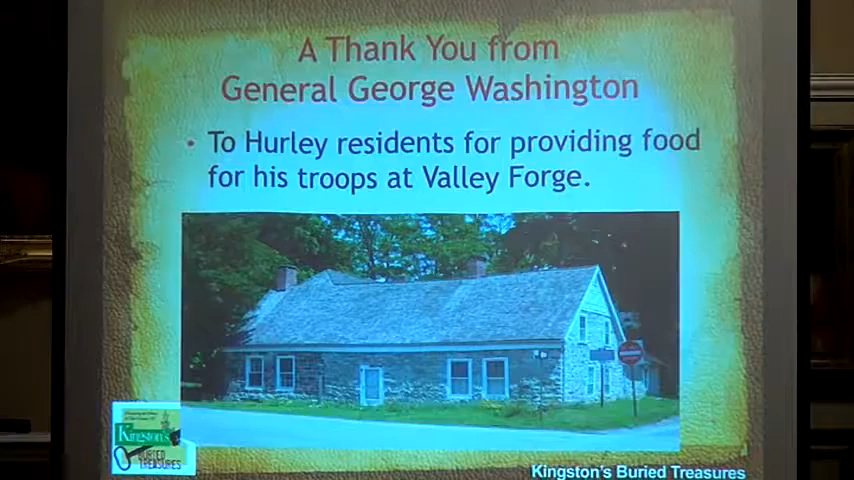 A Thank You from
General George Washington
• To Hurley residents for providing food
for his troops at Valley Forge.
Kingston's
BURIED
TREASURES
Kingston's Buried Treasures